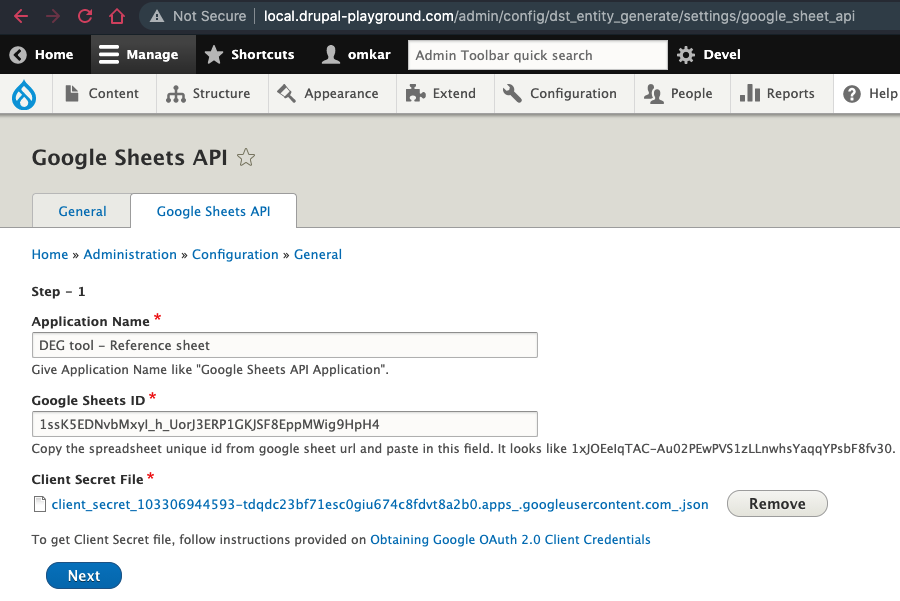 Not Secure local.drupal-playground.com/admin/config/dst_entity_generate/settings/google_sheet_api
Home Manage Shortcuts omkar Admin Toolbar quick search Devel
Content Structure Appearance Extend Configuration People Reports Help
Google Sheets API
General Google Sheets API
Home » Administration » Configuration » General
Step - 1
Application Name *
DEG tool - Reference sheet
Give Application Name like "Google Sheets API Application".
Google Sheets ID *
1ssK5EDNvbMxyI_h_UorJ3ERP1GKJSF8EppMWig9HpH4
Copy the spreadsheet unique id from google sheet url and paste in this field. It looks like 1xJOEeIqTAC-Au02PEwPVS1zLLnwhsYaqqYPsbF8fv30.
Client Secret File *
client_secret_103306944593-tdqdc23bf71esc0giu674c8fdvt8a2b0.apps_.googleusercontent.com_.json Remove
To get Client Secret file, follow instructions provided on Obtaining Google OAuth 2.0 Client Credentials
Next